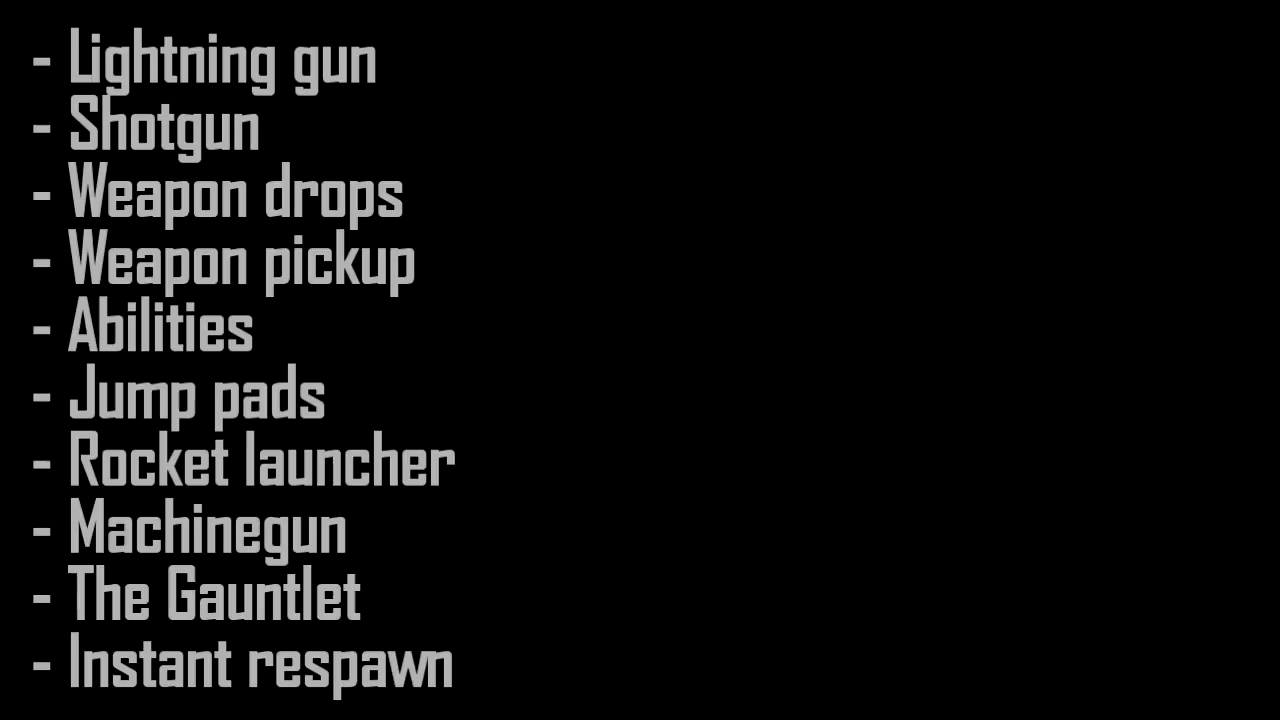 - Lightning gun
- Shotgun
- Weapon drops
- Weapon pickup
- Abilities
- Jump pads
- Rocket launcher
- Machinegun
- The Gauntlet
- Instant respawn